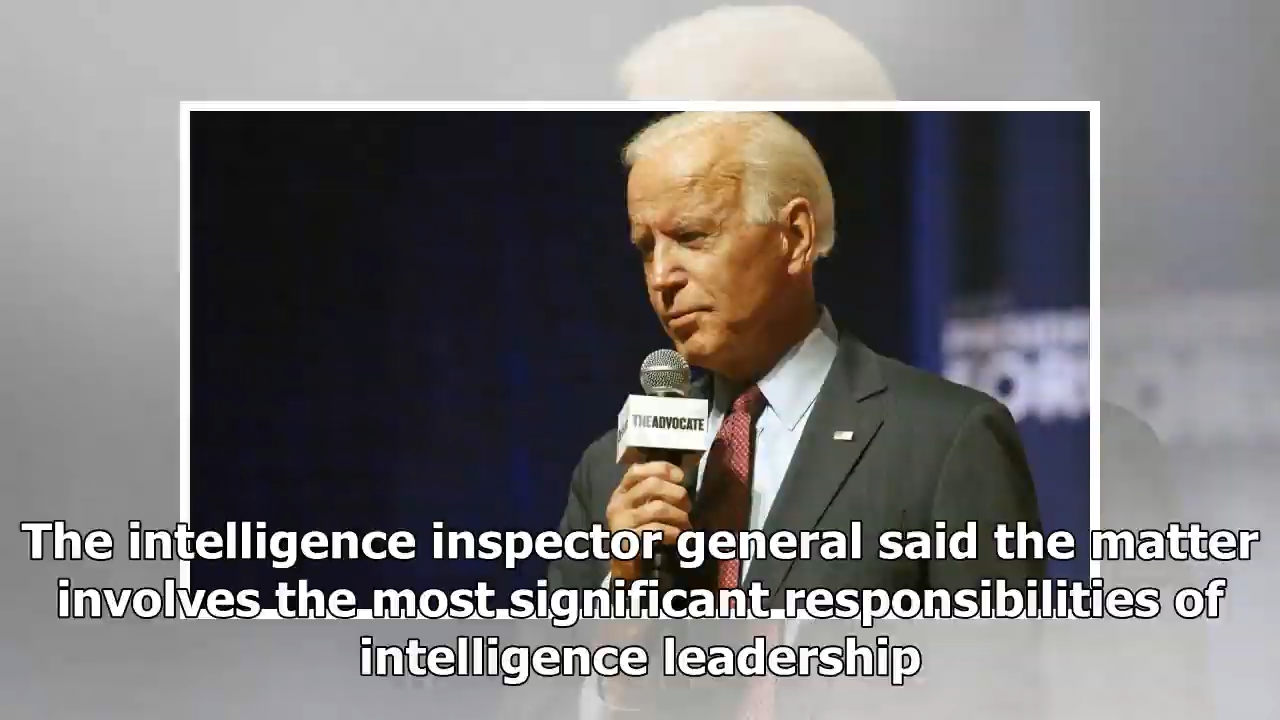 THEADVOCATE
The intelligence inspector general said the matter
involves the most significant responsibilities of
intelligence leadership